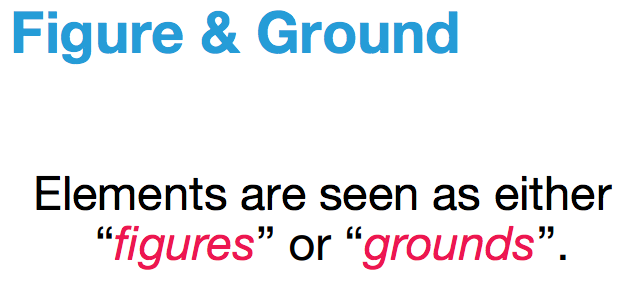 Figure & Ground
Elements are seen as either
“figures” or “grounds”.